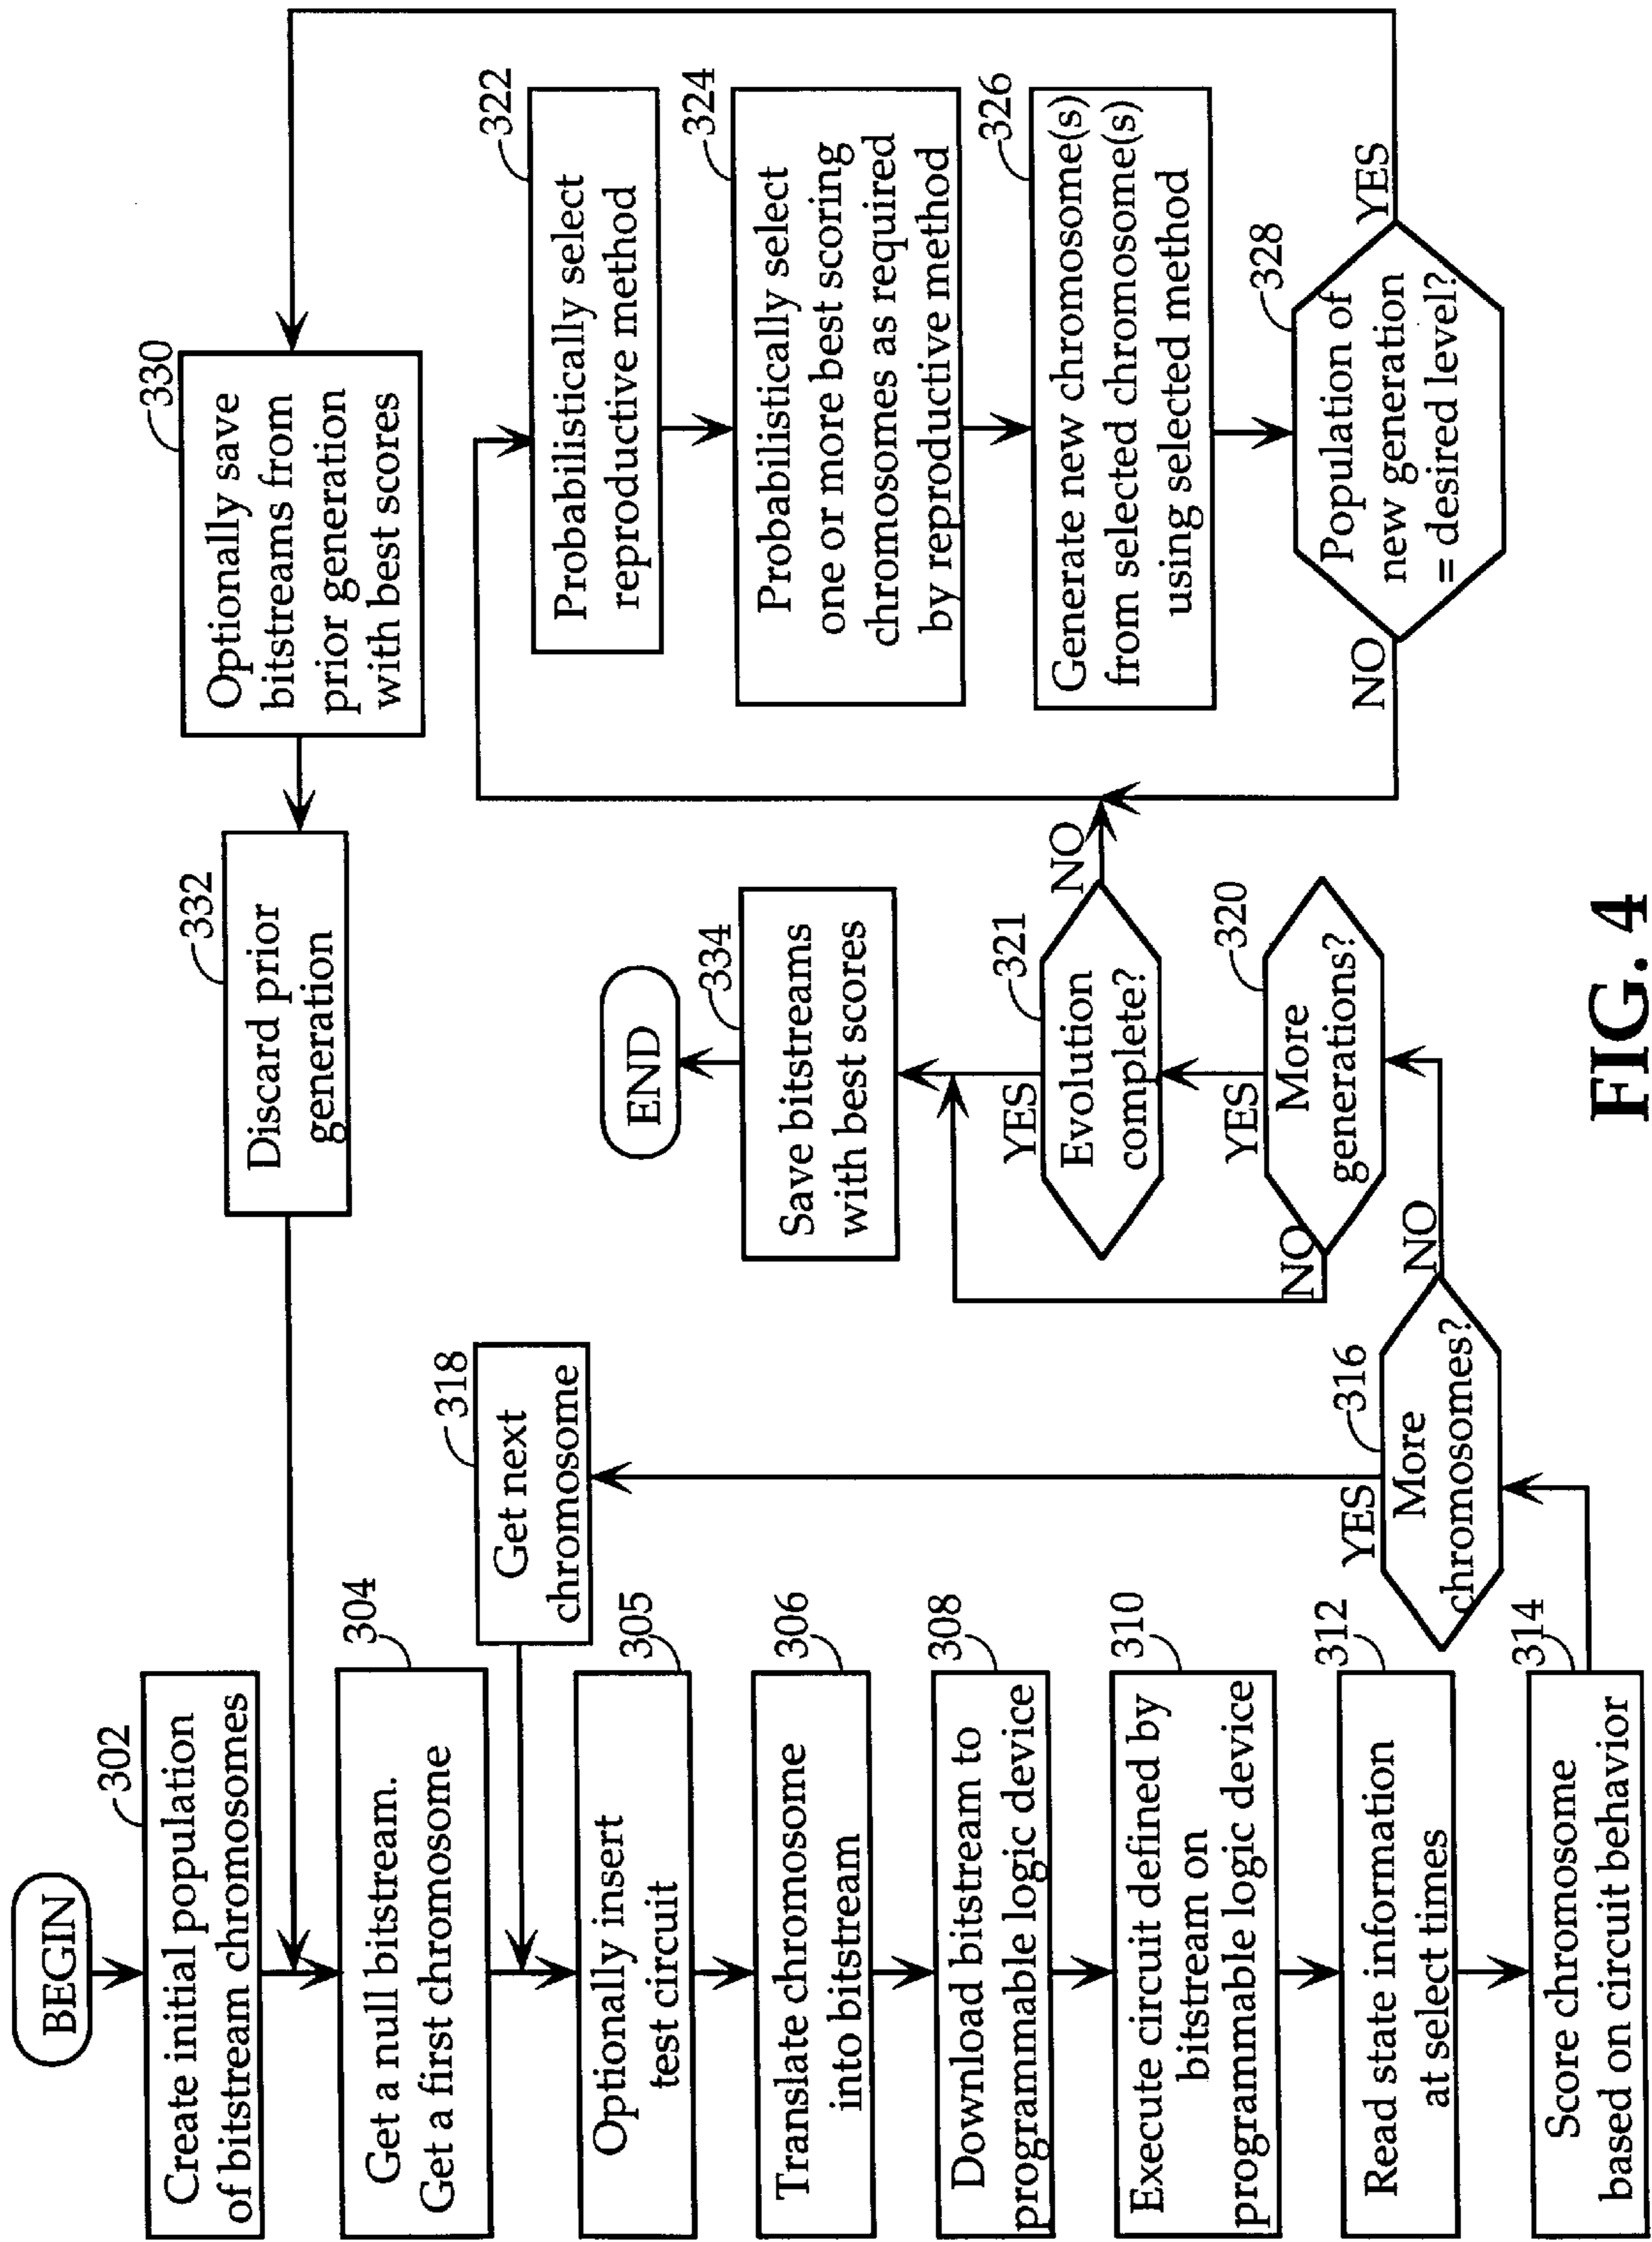 BEGIN
302
Create initial population
of bitstream chromosomes
304
Get a null bitstream.
Get a first chromosome
305
Optionally insert
test circuit
306
Translate chromosome
into bitstream
308
Download bitstream to
programmable logic device
310
Execute circuit defined by
bitstream on
programmable logic device
312
Read state information
at select times
314
Score chromosome
based on circuit behavior
316
More
chromosomes?
YES
NO
318
Get next
chromosome
320
More
generations?
YES
NO
321
Evolution
complete?
YES
NO
334
Save bitstreams
with best scores
END
322
Probabilistically select
reproductive method
324
Probabilistically select
one or more best scoring
chromosomes as required
by reproductive method
326
Generate new chromosome(s)
from selected chromosome(s)
using selected method
328
Population of
new generation
= desired level?
NO
YES
330
Optionally save
bitstreams from
prior generation
with best scores
332
Discard prior
generation
FIG. 4